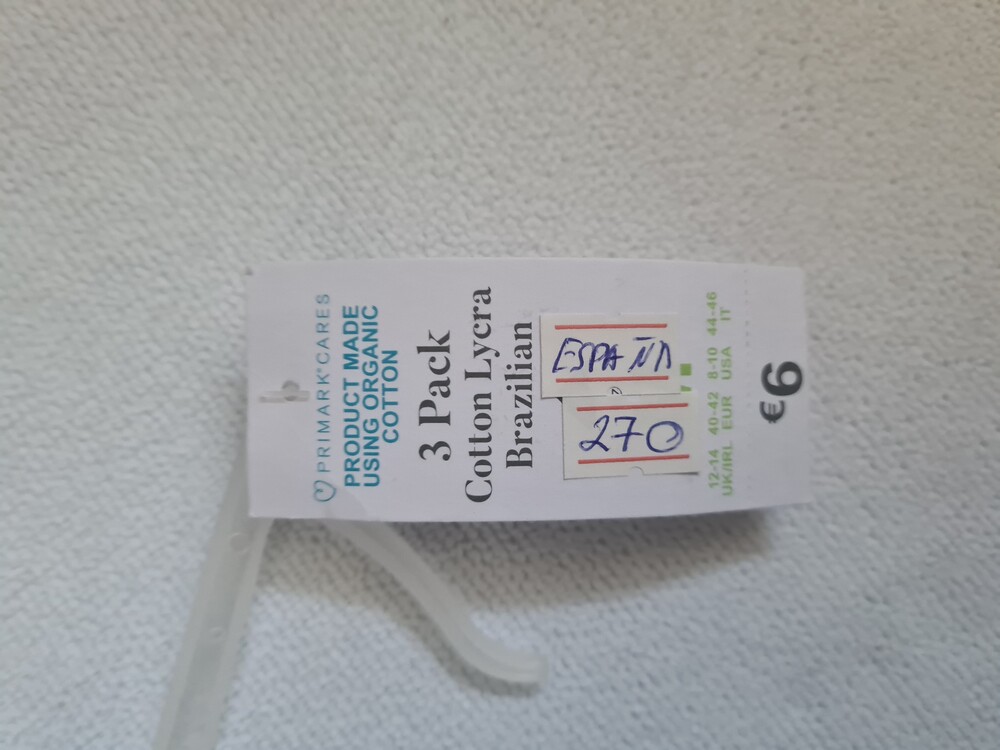 PRIMARK® CARES
PRODUCT MADE
USING ORGANIC
COTTON
3 Pack
Cotton Lycra
Brazilian
ESPAÑA
270
12-14 40-42 8-10 44-46
UK/IRL EUR USA IT
€6